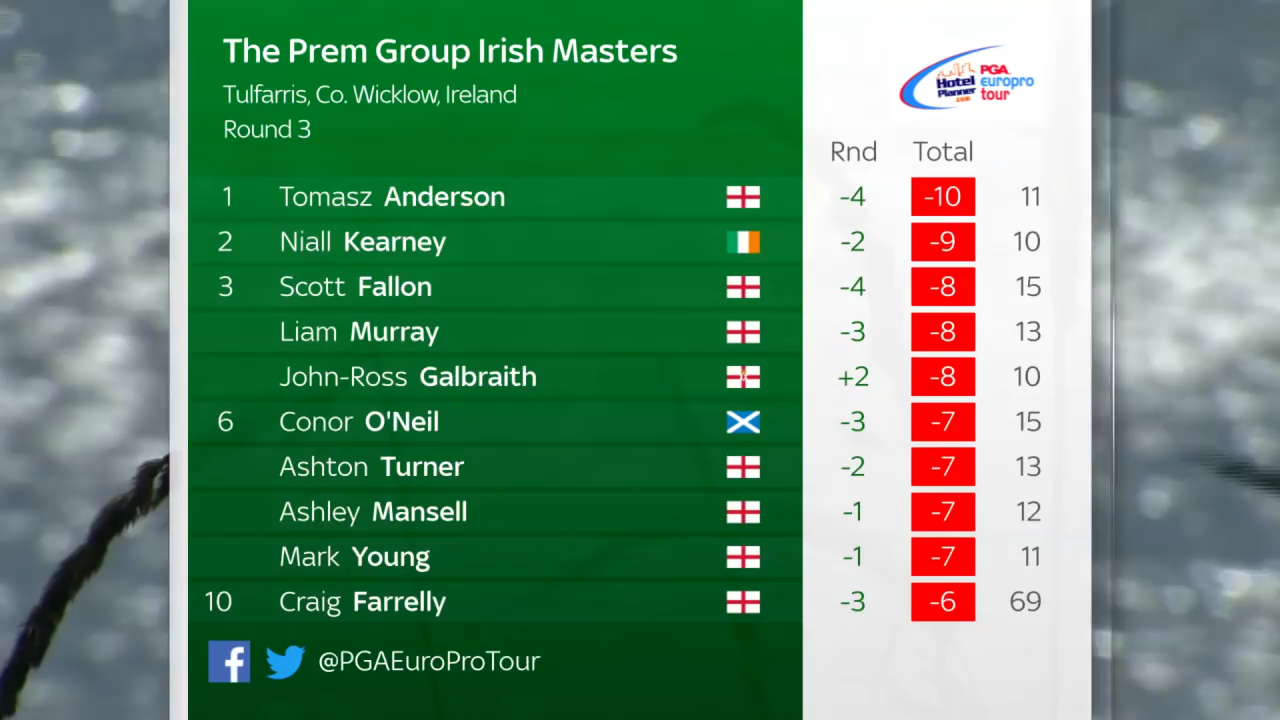 The Prem Group Irish Masters
Tulfarris, Co. Wicklow, Ireland
Round 3
Hotel Planner .com PGA europro tour
Rnd Total
1 Tomasz Anderson -4 -10 11
2 Niall Kearney -2 -9 10
3 Scott Fallon -4 -8 15
Liam Murray -3 -8 13
John-Ross Galbraith +2 -8 10
6 Conor O'Neil -3 -7 15
Ashton Turner -2 -7 13
Ashley Mansell -1 -7 12
Mark Young -1 -7 11
10 Craig Farrelly -3 -6 69
@PGAEuroProTour